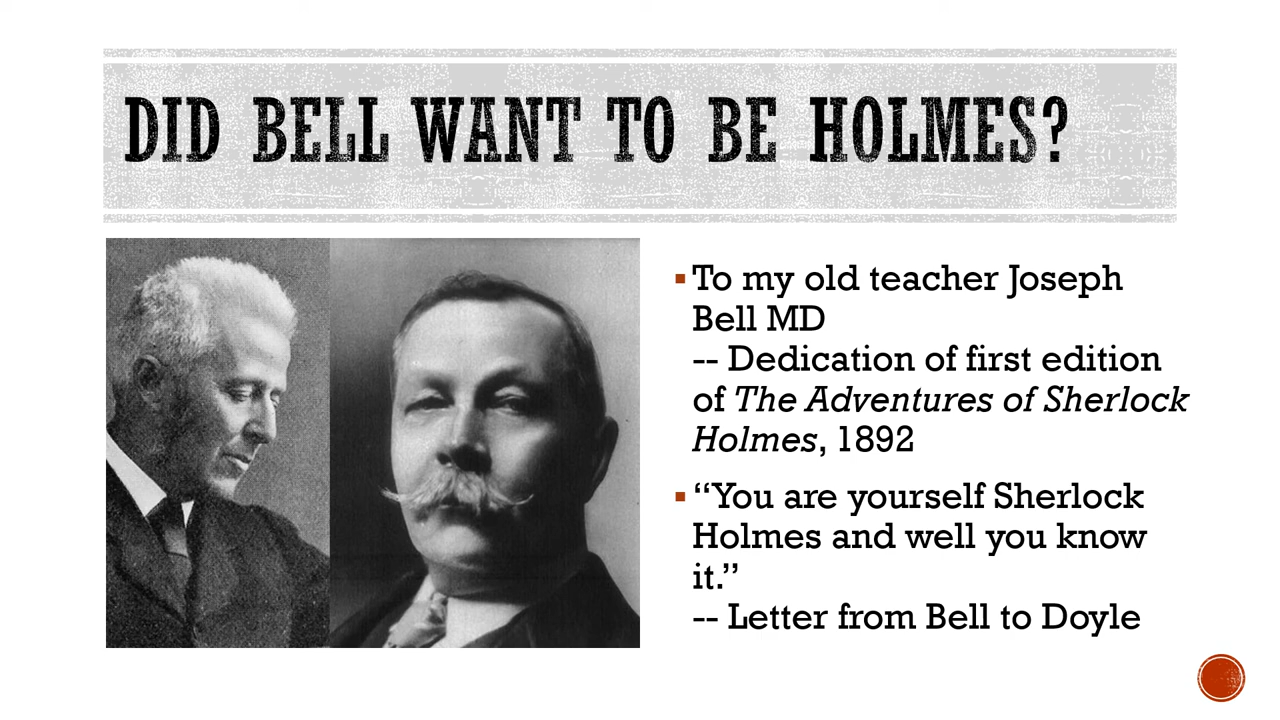 DID BELL WANT TO BE HOLMES?
To my old teacher Joseph
Bell MD
-- Dedication of first edition
of The Adventures of Sherlock
Holmes, 1892
“You are yourself Sherlock
Holmes and well you know
it.”
-- Letter from Bell to Doyle